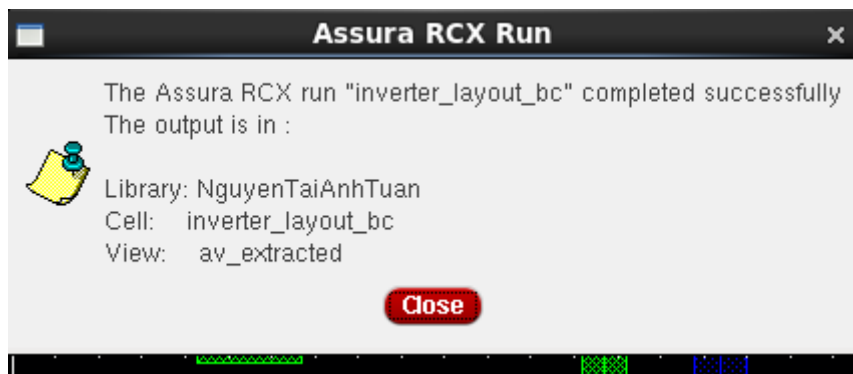 Assura RCX Run
The Assura RCX run "inverter_layout_bc" completed successfully
The output is in :
Library: NguyenTaiAnhTuan
Cell: inverter_layout_bc
View: av_extracted
Close